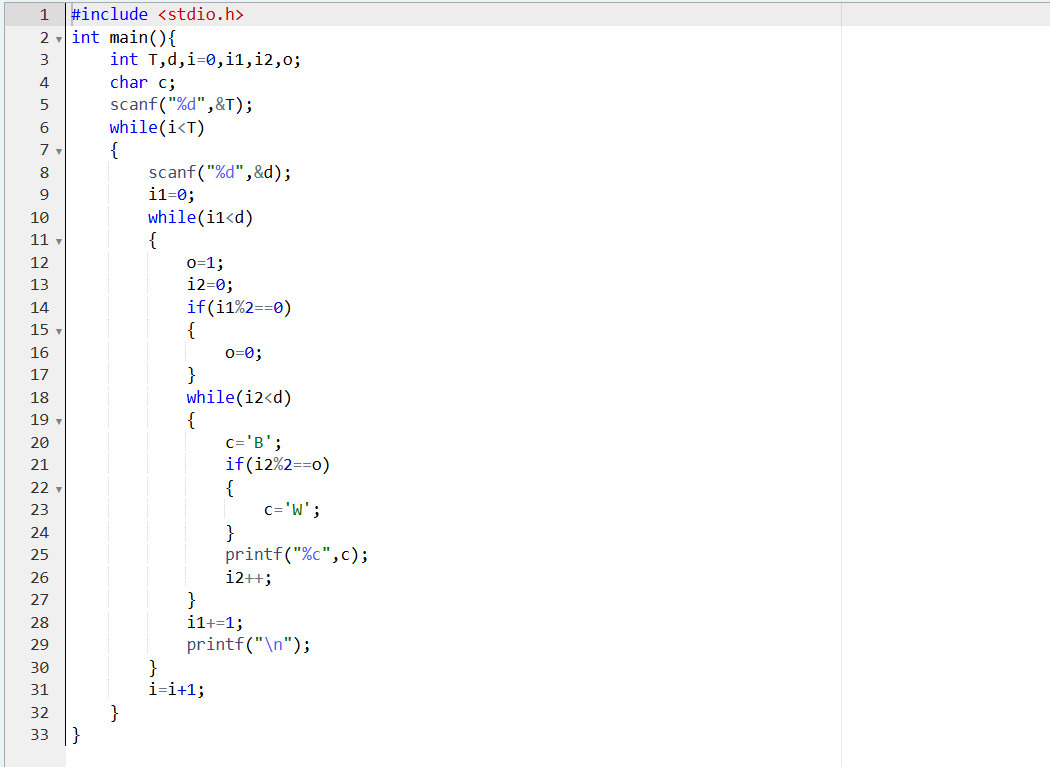 1 #include <stdio.h>
2 int main(){
3     int T,d,i=0,i1,i2,o;
4     char c;
5     scanf("%d",&T);
6     while(i<T)
7     {
8         scanf("%d",&d);
9         i1=0;
10         while(i1<d)
11         {
12             o=1;
13             i2=0;
14             if(i1%2==0)
15             {
16                 o=0;
17             }
18             while(i2<d)
19             {
20                 c='B';
21                 if(i2%2==o)
22                 {
23                     c='W';
24                 }
25                 printf("%c",c);
26                 i2++;
27             }
28             i1+=1;
29             printf("\n");
30         }
31         i=i+1;
32     }
33 }